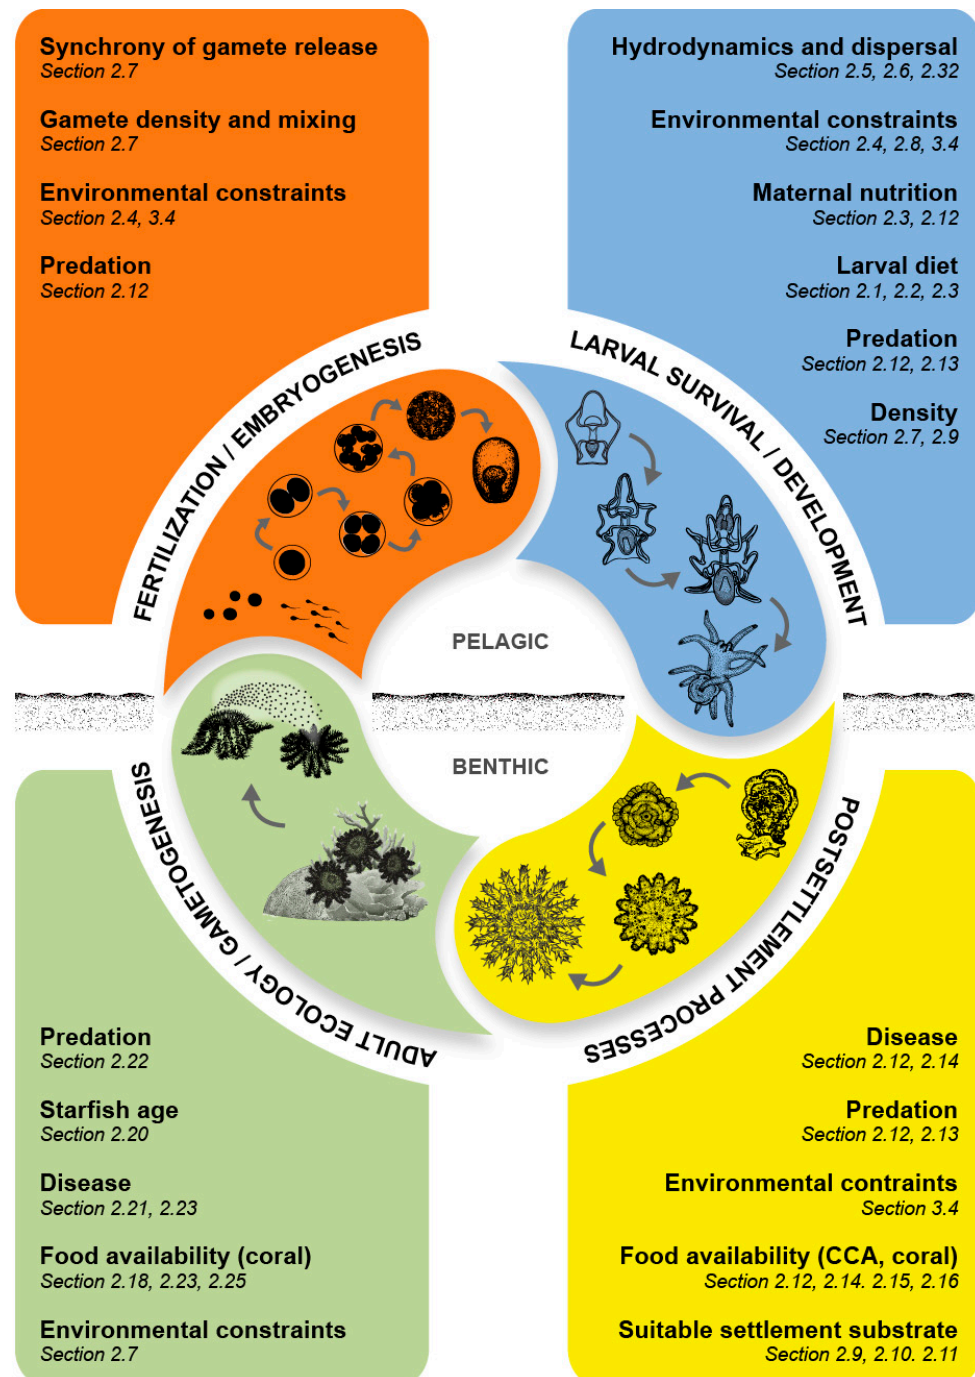 Synchrony of gamete release
Section 2.7
Gamete density and mixing
Section 2.7
Environmental constraints
Section 2.4, 3.4
Predation
Section 2.12
Hydrodynamics and dispersal
Section 2.5, 2.6, 2.32
Environmental constraints
Section 2.4, 2.8, 3.4
Maternal nutrition
Section 2.3, 2.12
Larval diet
Section 2.1, 2.2, 2.3
Predation
Section 2.12, 2.13
Density
Section 2.7, 2.9
FERTILIZATION / EMBRYOGENESIS
LARVAL SURVIVAL / DEVELOPMENT
PELAGIC
BENTHIC
ADULT ECOLOGY / GAMETOGENESIS
POSTSETTLEMENT PROCESSES
Predation
Section 2.22
Starfish age
Section 2.20
Disease
Section 2.21, 2.23
Food availability (coral)
Section 2.18, 2.23, 2.25
Environmental constraints
Section 2.7
Disease
Section 2.12, 2.14
Predation
Section 2.12, 2.13
Environmental contraints
Section 3.4
Food availability (CCA, coral)
Section 2.12, 2.14. 2.15, 2.16
Suitable settlement substrate
Section 2.9, 2.10. 2.11